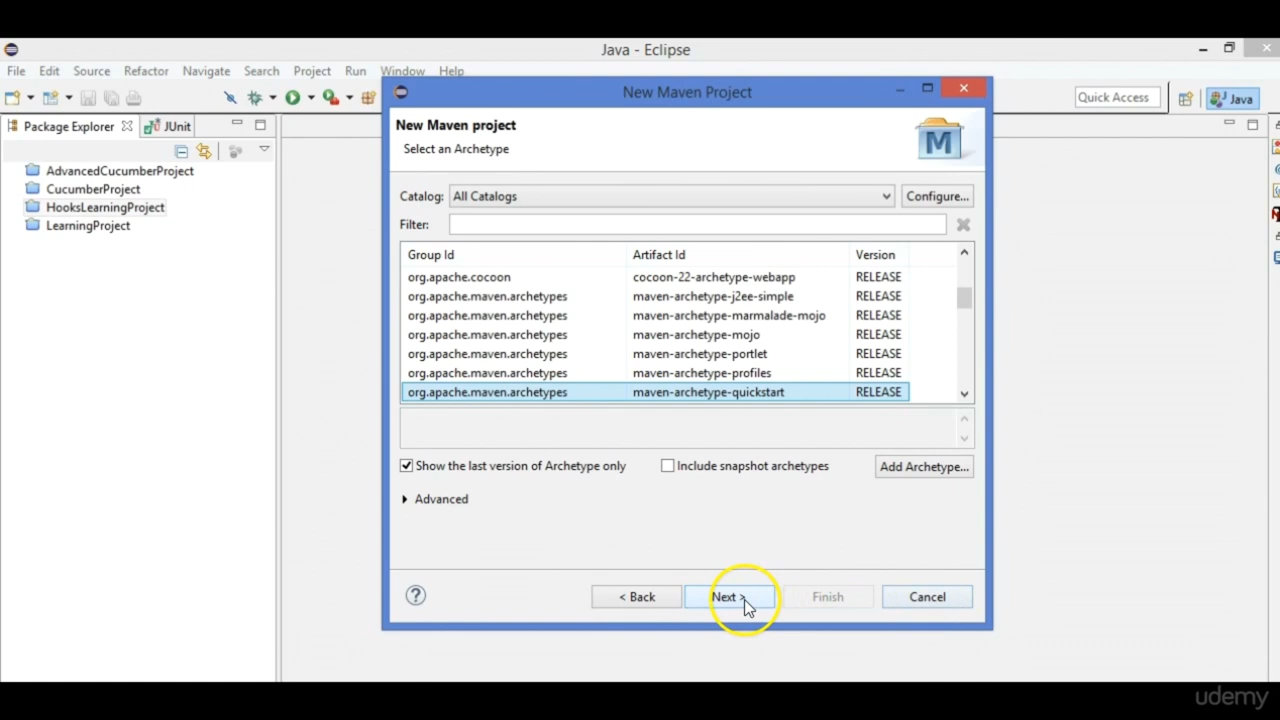 Java - Eclipse
File Edit Source Refactor Navigate Search Project Run Window Help
Quick Access
Java
Package Explorer
JUnit
AdvancedCucumberProject
CucumberProject
HooksLearningProject
LearningProject
New Maven Project
New Maven project
Select an Archetype
M
Catalog: All Catalogs Configure...
Filter:
Group Id Artifact Id Version
org.apache.cocoon cocoon-22-archetype-webapp RELEASE
org.apache.maven.archetypes maven-archetype-j2ee-simple RELEASE
org.apache.maven.archetypes maven-archetype-marmalade-mojo RELEASE
org.apache.maven.archetypes maven-archetype-mojo RELEASE
org.apache.maven.archetypes maven-archetype-portlet RELEASE
org.apache.maven.archetypes maven-archetype-profiles RELEASE
org.apache.maven.archetypes maven-archetype-quickstart RELEASE
Show the last version of Archetype only Include snapshot archetypes Add Archetype...
Advanced
? < Back Next > Finish Cancel
udemy